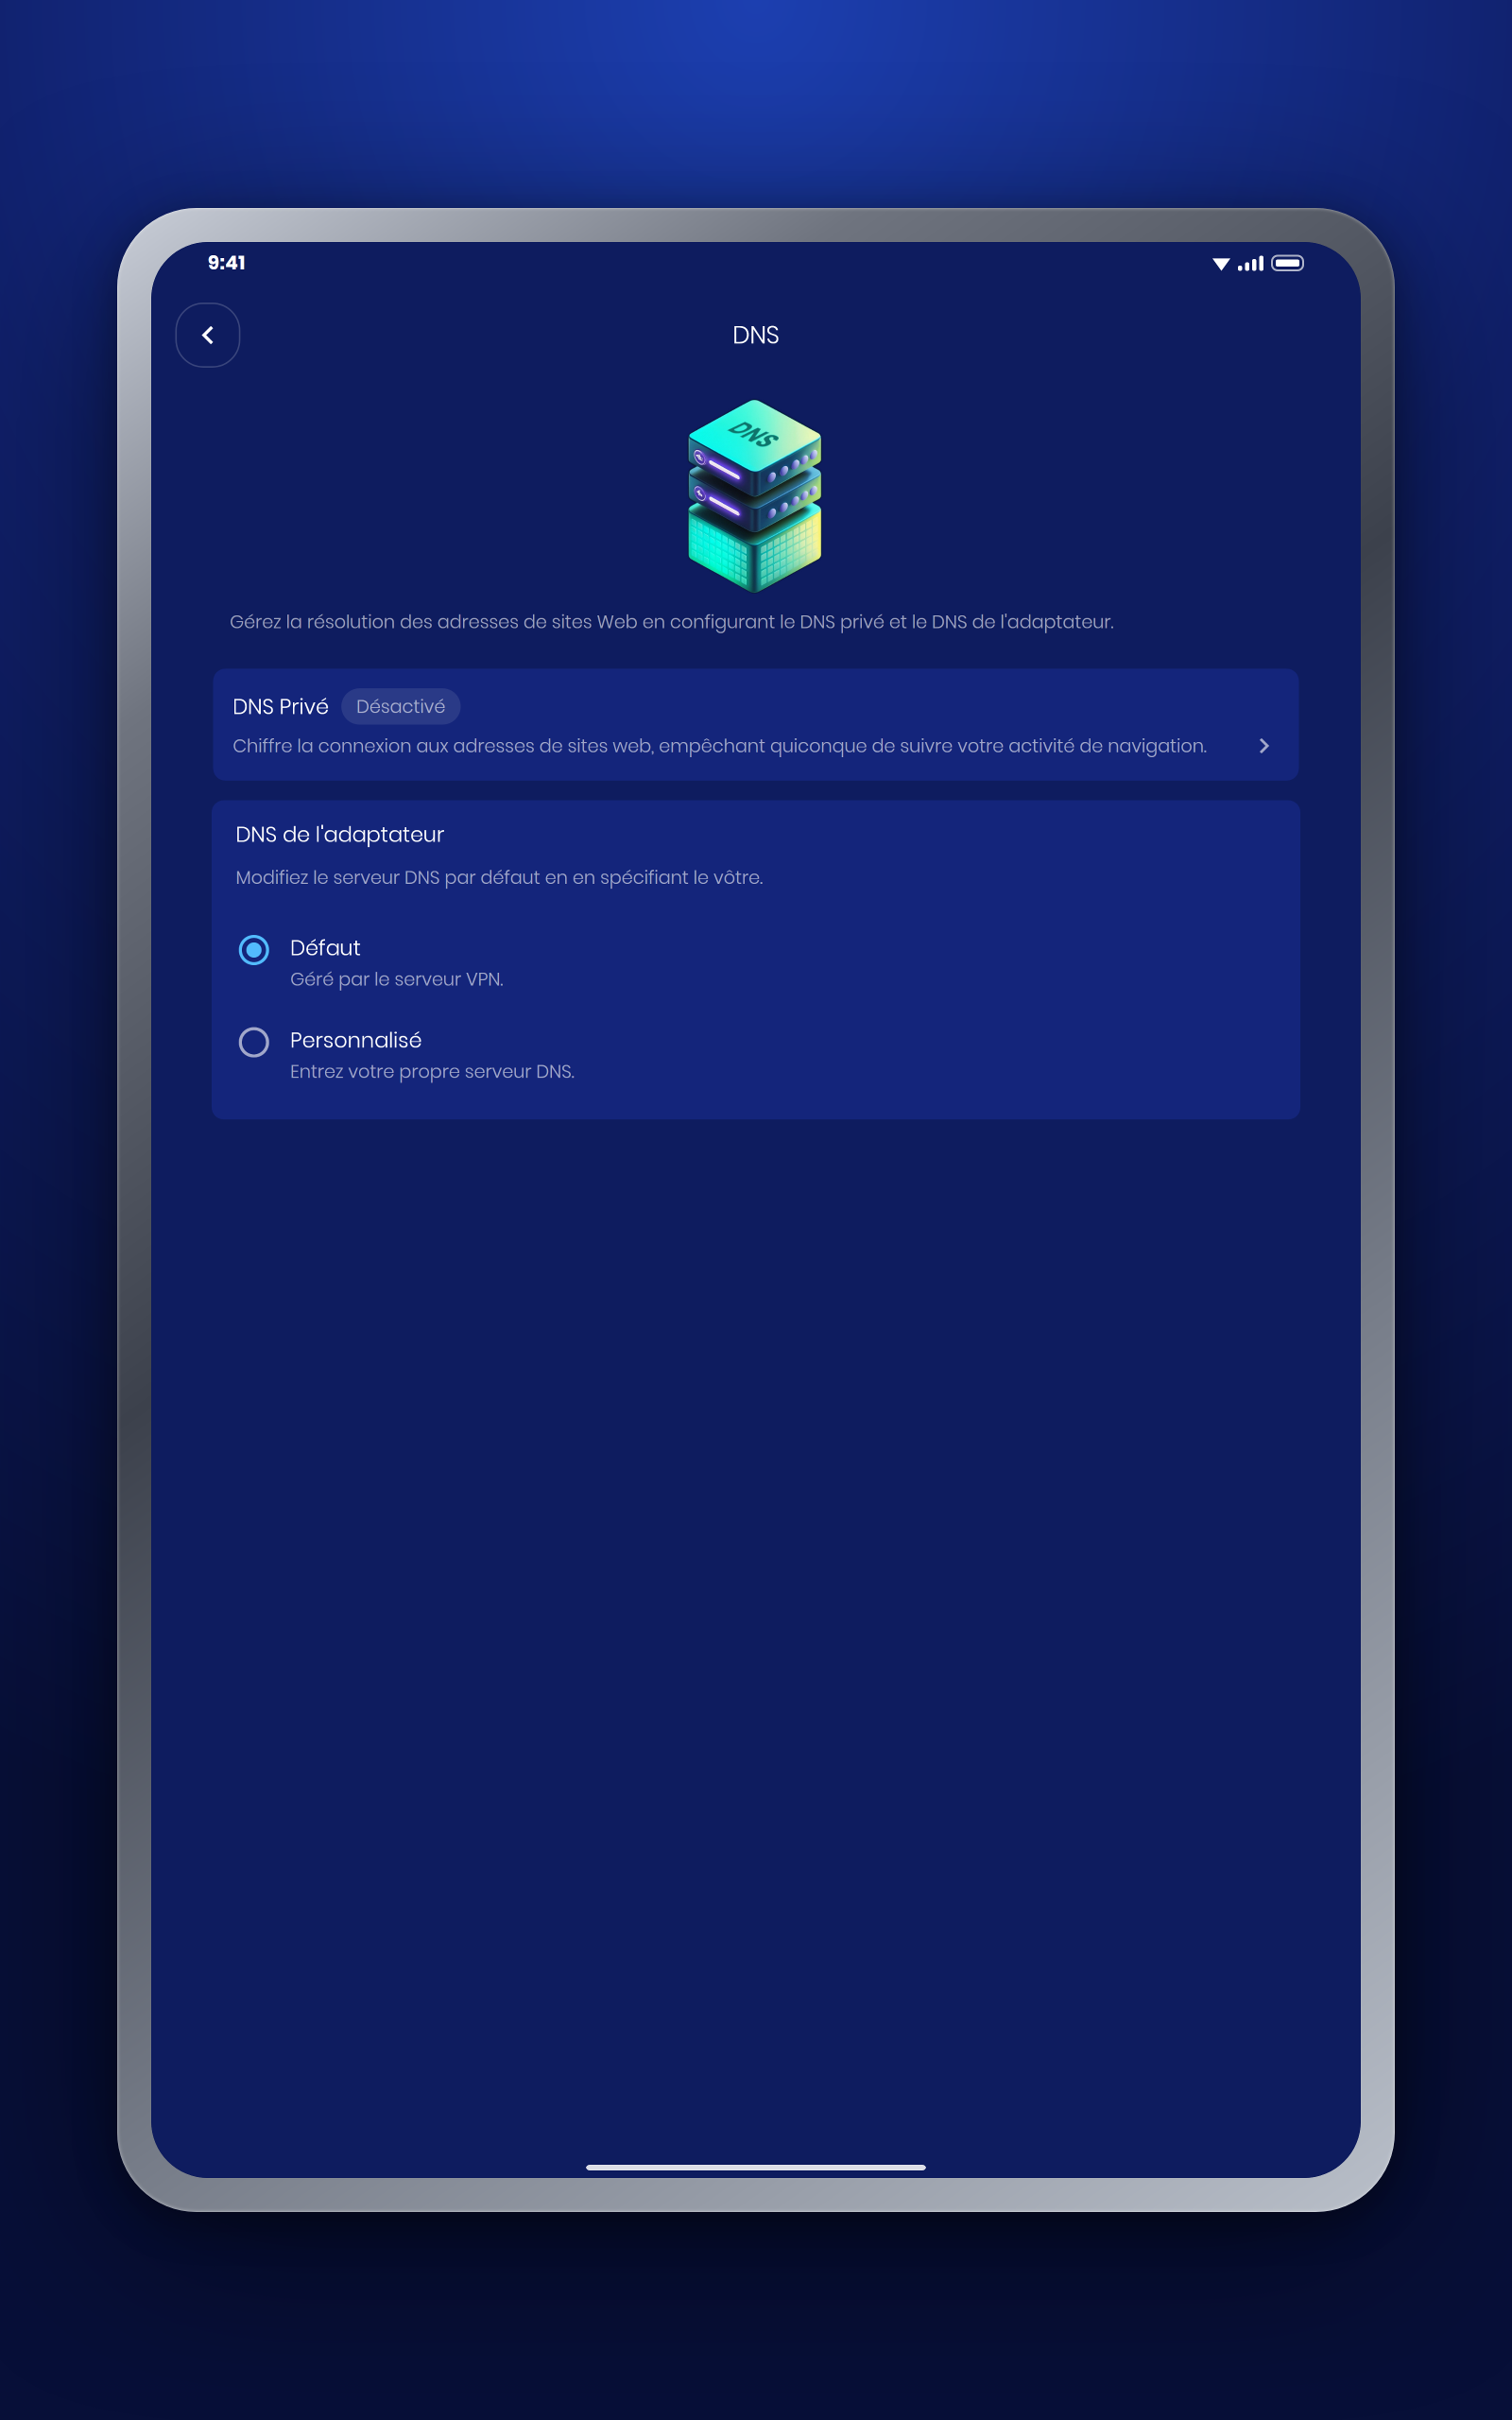 9:41
DNS
DNS
Gérez la résolution des adresses de sites Web en configurant le DNS privé et le DNS de l'adaptateur.
DNS Privé Désactivé
Chiffre la connexion aux adresses de sites web, empêchant quiconque de suivre votre activité de navigation.
DNS de l'adaptateur
Modifiez le serveur DNS par défaut en en spécifiant le vôtre.
Défaut
Géré par le serveur VPN.
Personnalisé
Entrez votre propre serveur DNS.